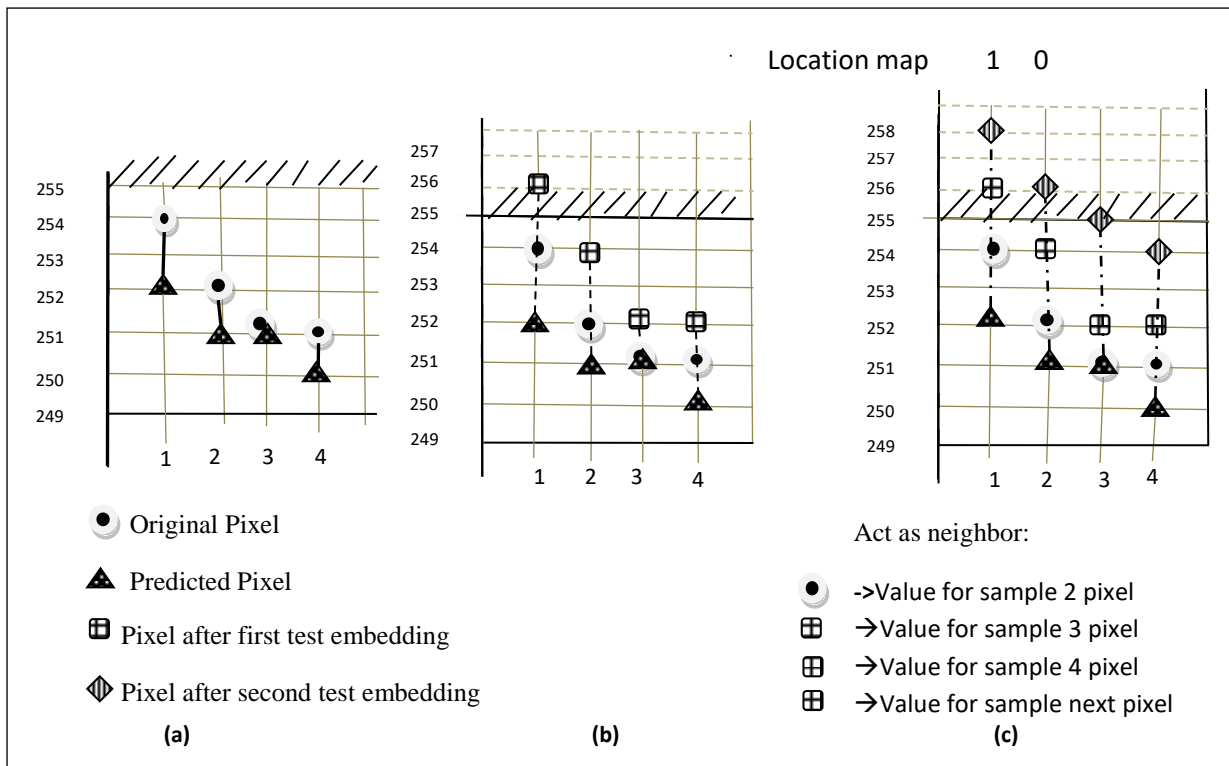 Location map 1 0
255
254
253
252
251
250
249
1 2 3 4
257
256
255
254
253
252
251
250
249
1 2 3 4
258
257
256
255
254
253
252
251
250
249
1 2 3 4
Original Pixel
Predicted Pixel
Pixel after first test embedding
Pixel after second test embedding
Act as neighbor:
->Value for sample 2 pixel
→Value for sample 3 pixel
→Value for sample 4 pixel
→Value for sample next pixel
(a) (b) (c)